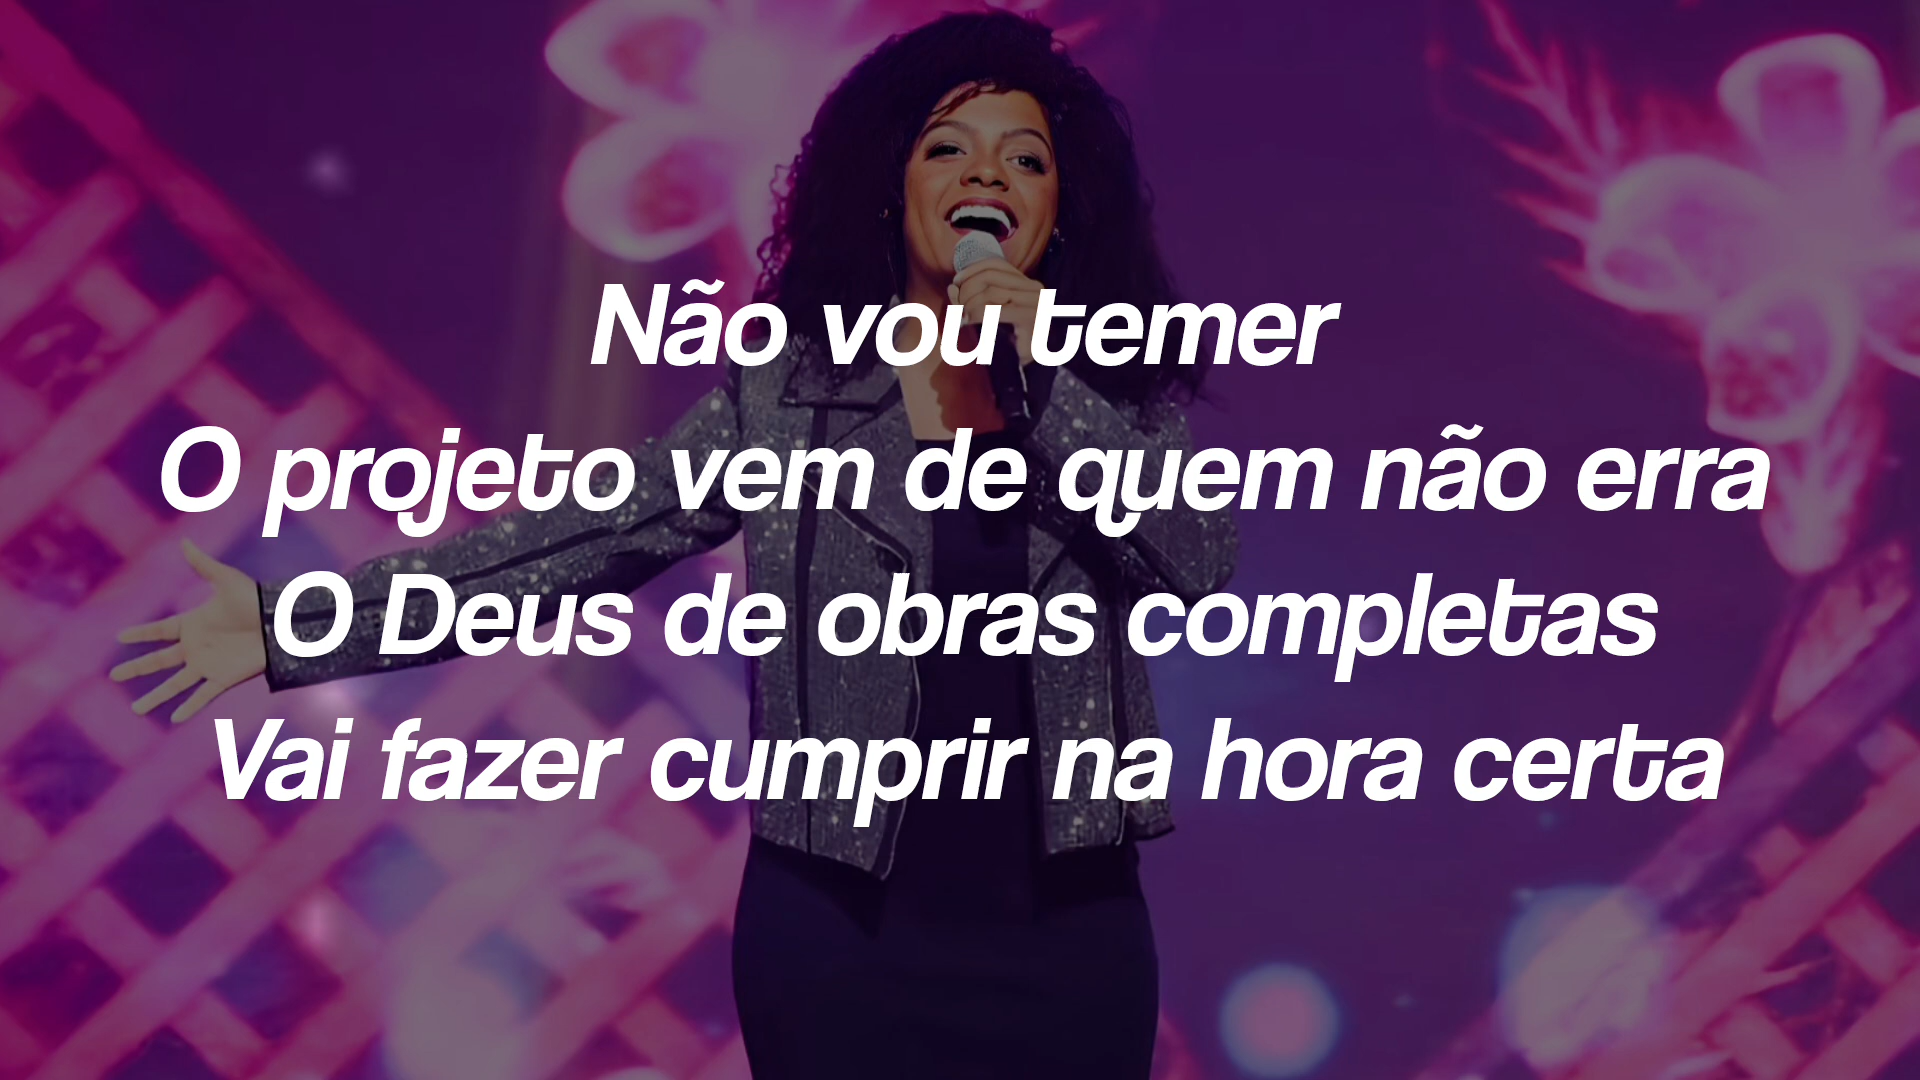 Não vou temer
O projeto vem de quem não erra
O Deus de obras completas
Vai fazer cumprir na hora certa